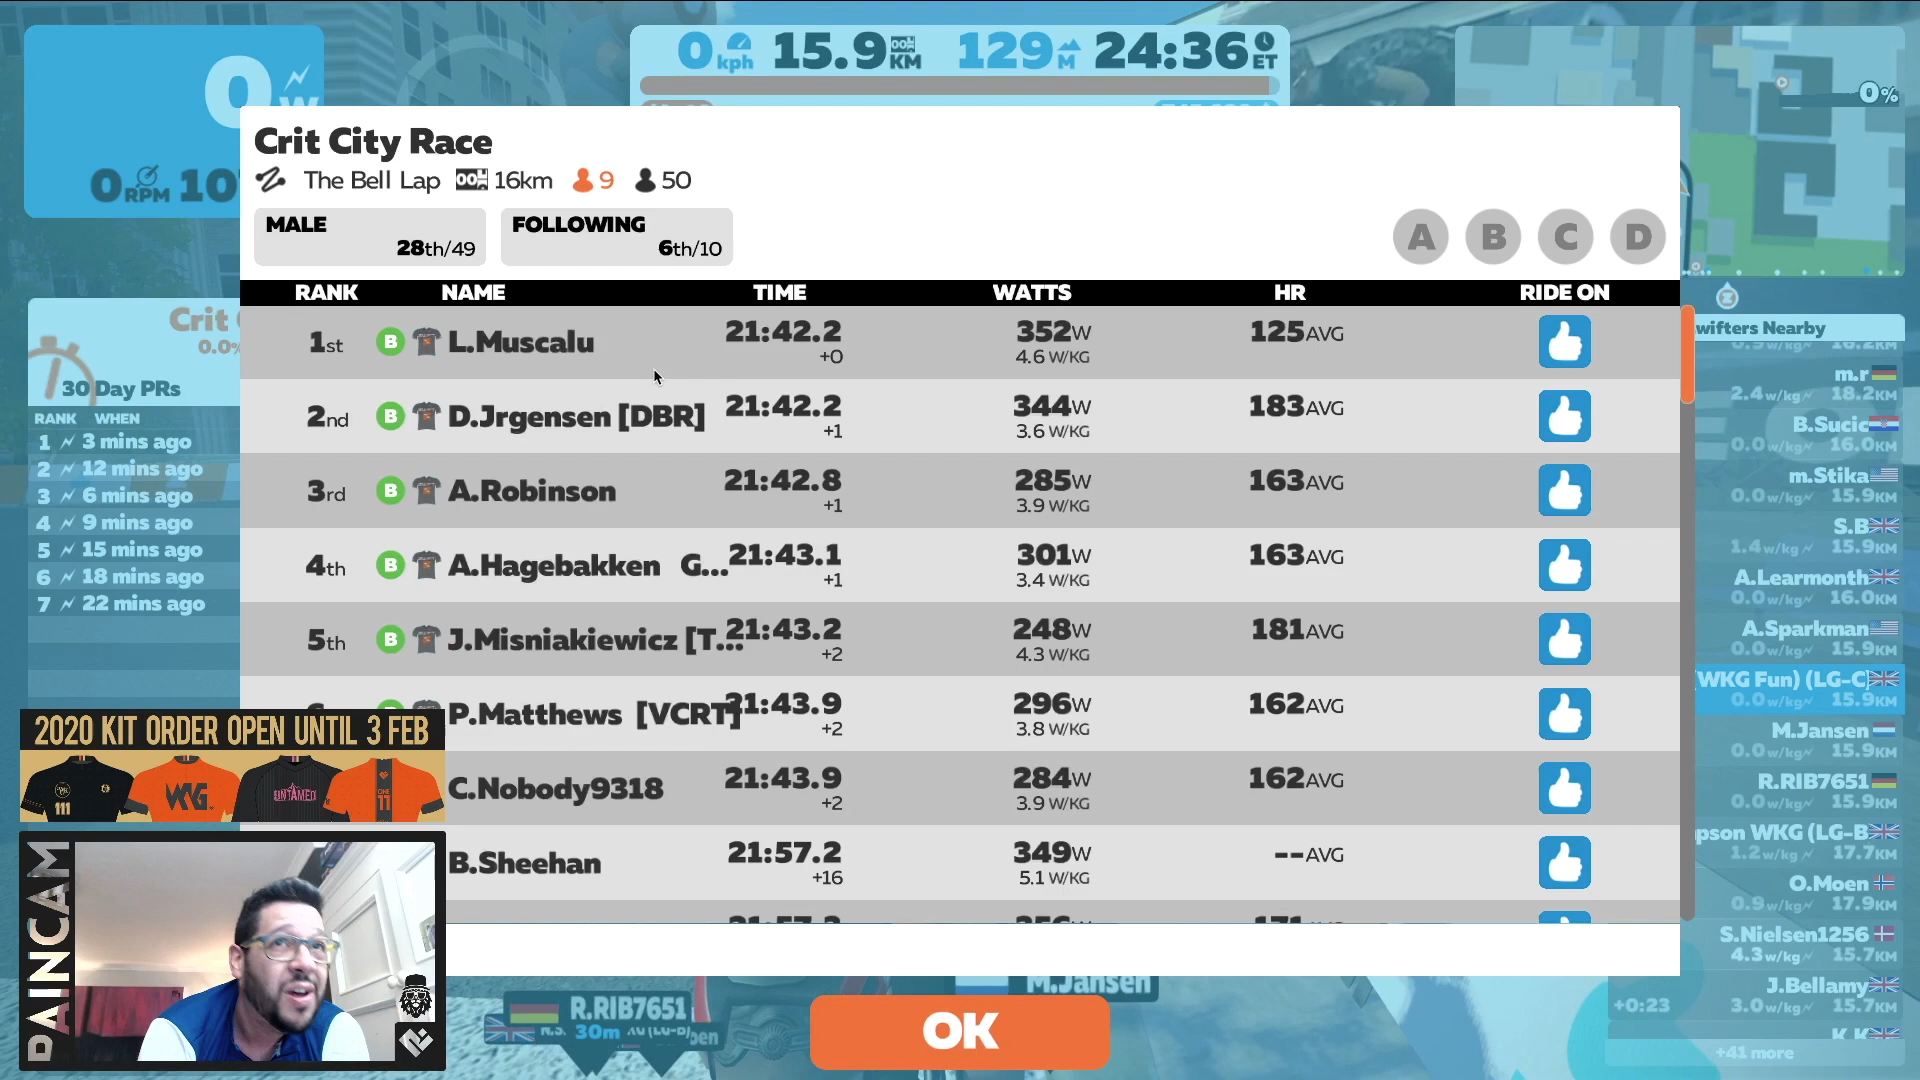 0 kph 15.9 KM 129 M 24:36 ET
0 w
0 RPM 10
0%
Crit City Race
The Bell Lap 16km 9 50
MALE
28th/49
FOLLOWING
6th/10
A B C D
RANK NAME TIME WATTS HR RIDE ON
1st B L.Muscalu 21:42.2 +0 352W 4.6 W/KG 125AVG
2nd B D.Jrgensen [DBR] 21:42.2 +1 344W 3.6 W/KG 183AVG
3rd B A.Robinson 21:42.8 +1 285W 3.9 W/KG 163AVG
4th B A.Hagebakken G... 21:43.1 +1 301W 3.4 W/KG 163AVG
5th B J.Misniakiewicz [T... 21:43.2 +2 248W 4.3 W/KG 181AVG
P.Matthews [VCRT] 21:43.9 +2 296W 3.8 W/KG 162AVG
C.Nobody9318 21:43.9 +2 284W 3.9 W/KG 162AVG
B.Sheehan 21:57.2 +16 349W 5.1 W/KG --AVG
OK
Crit
0.0%
30 Day PRs
RANK WHEN
1 3 mins ago
2 12 mins ago
3 6 mins ago
4 9 mins ago
5 15 mins ago
6 18 mins ago
7 22 mins ago
2020 KIT ORDER OPEN UNTIL 3 FEB
111
WKG
UNTAMED
ONE
11
PAINCAM
wifters Nearby
m.r
2.4w/kg 18.2KM
B.Sucic
0.0w/kg 16.0KM
m.Stika
0.0w/kg 15.9KM
S.B
1.4w/kg 15.9KM
A.Learmonth
0.0w/kg 16.0KM
A.Sparkman
0.0w/kg 15.9KM
(WKG Fun) (LG-C)
0.0w/kg 15.9KM
M.Jansen
0.0w/kg 15.9KM
R.RIB7651
0.0w/kg 15.9KM
pson WKG (LG-B
1.2w/kg 17.7KM
O.Moen
0.9w/kg 17.9KM
S.Nielsen1256
4.3w/kg 15.7KM
J.Bellamy
+0:23 3.0w/kg 15.7KM
K.K
+41 more
M.Jansen
R.RIB7651
30m